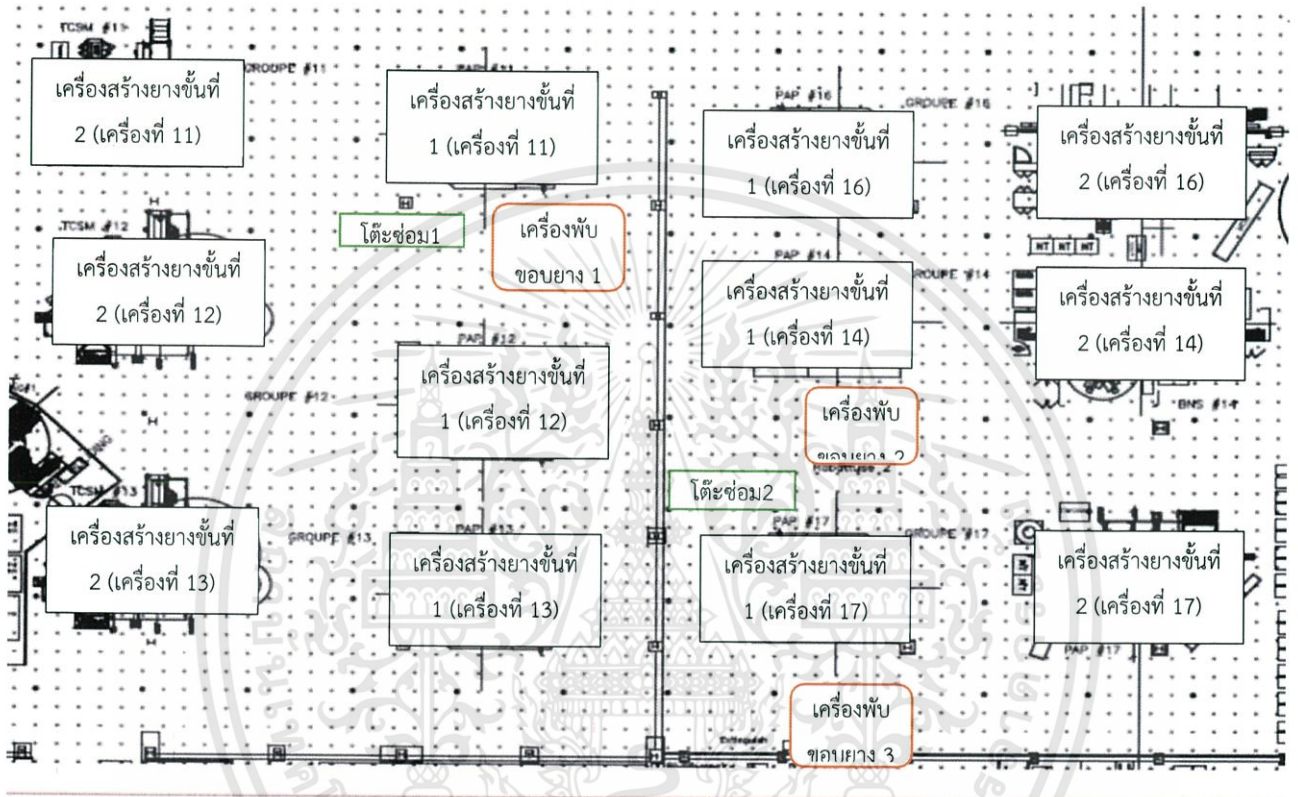 TCSM #11
GROUPE #11
เครื่องสร้างยางขั้นที่
2 (เครื่องที่ 11)
PAP #11
เครื่องสร้างยางขั้นที่
1 (เครื่องที่ 11)
PAP #16
GROUPE #16
เครื่องสร้างยางขั้นที่
1 (เครื่องที่ 16)
เครื่องสร้างยางขั้นที่
2 (เครื่องที่ 16)
โต๊ะซ่อม1
เครื่องพับ
ขอบยาง 1
TCSM #12
เครื่องสร้างยางขั้นที่
2 (เครื่องที่ 12)
NT NT NT
PAP #14
GROUPE #14
เครื่องสร้างยางขั้นที่
1 (เครื่องที่ 14)
เครื่องสร้างยางขั้นที่
2 (เครื่องที่ 14)
PAP #12
GROUPE #12
เครื่องสร้างยางขั้นที่
1 (เครื่องที่ 12)
เครื่องพับ
ขอบยาง 2
BNS #14
โต๊ะซ่อม2
TCSM #13
GROUPE #13
เครื่องสร้างยางขั้นที่
2 (เครื่องที่ 13)
PAP #13
เครื่องสร้างยางขั้นที่
1 (เครื่องที่ 13)
PAP #17
GROUPE #17
เครื่องสร้างยางขั้นที่
1 (เครื่องที่ 17)
เครื่องสร้างยางขั้นที่
2 (เครื่องที่ 17)
PAP #17
เครื่องพับ
ขอบยาง 3